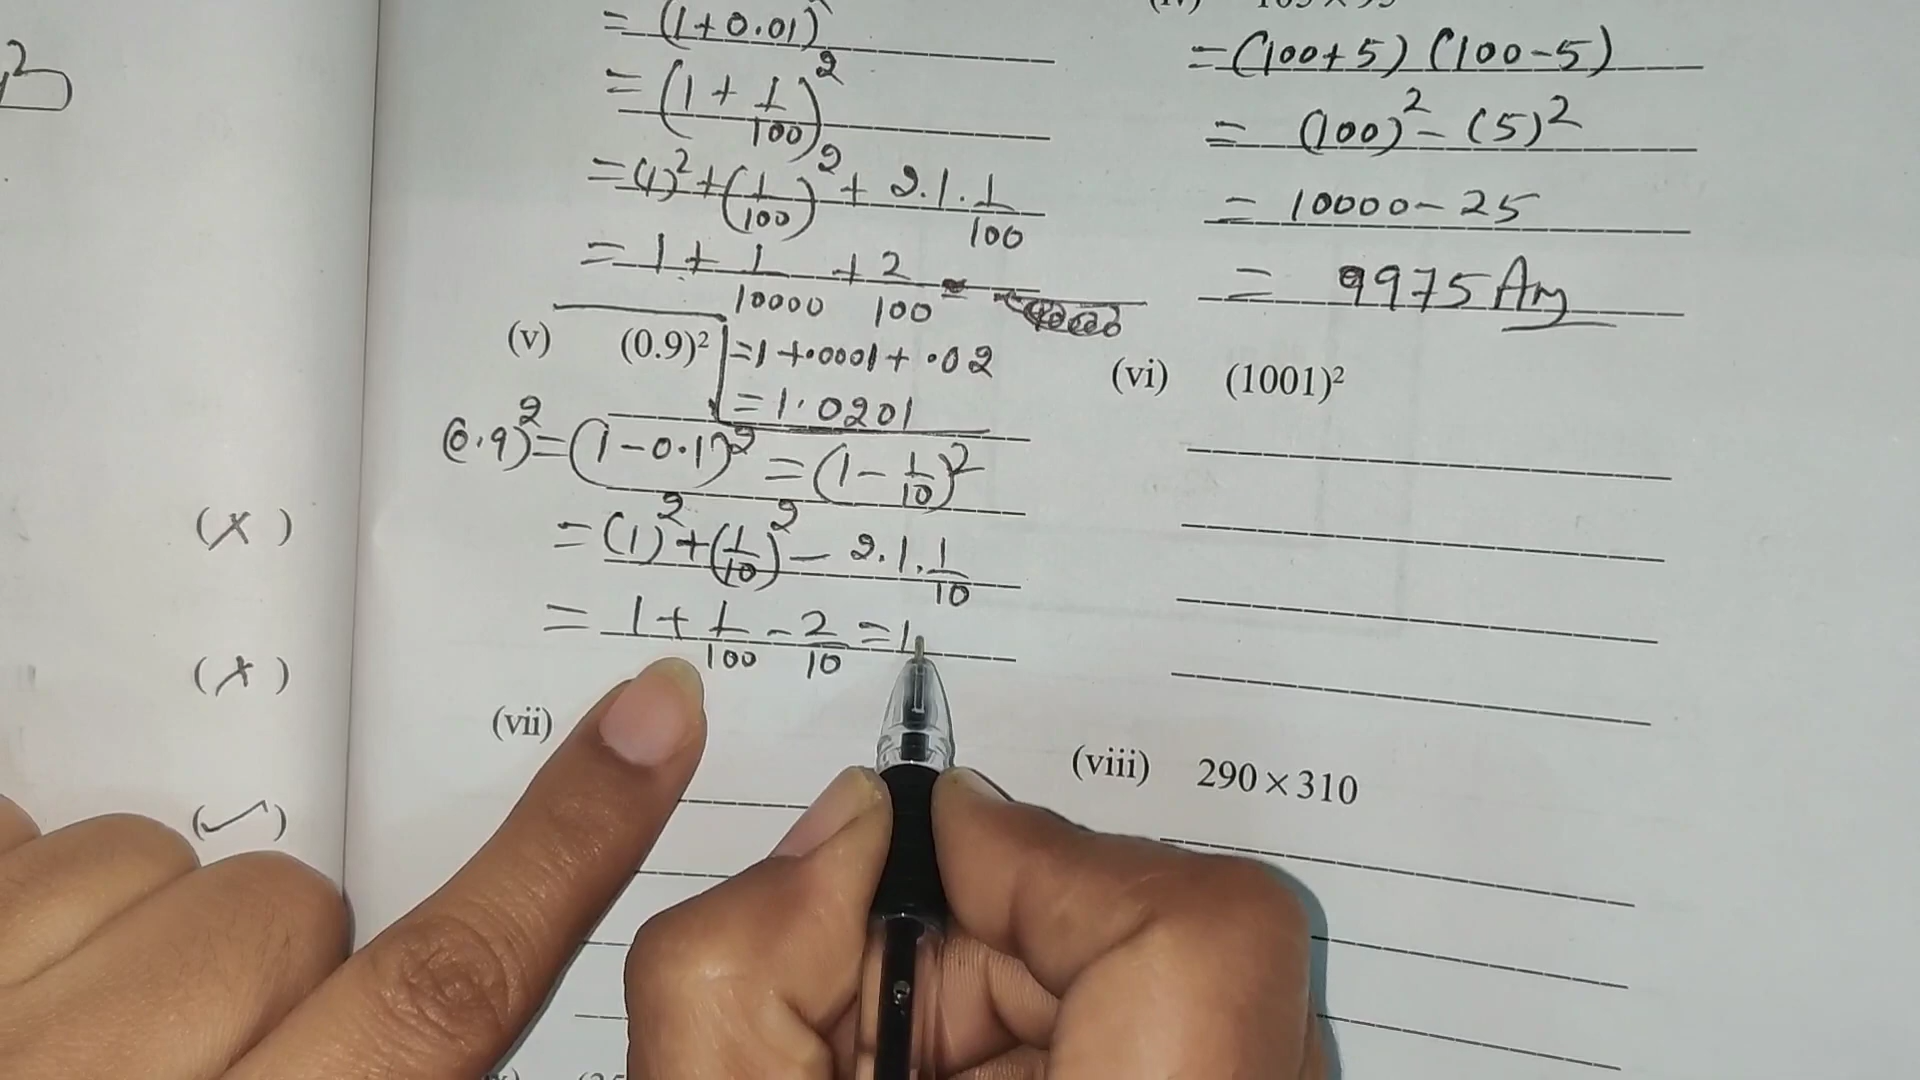 = (1+0.01)
= (1 + 1/100)²
= (1)² + (1/100)² + 2.1.1/100
= 1 + 1/10000 + 2/100 =
(v) (0.9)² = 1 + .0001 + .02
= 1.0201
(0.9)² = (1 - 0.1)² = (1 - 1/10)²
= (1)² + (1/10)² - 2.1.1/10
= 1 + 1/100 - 2/10 = 1
(vii)
= (100+5) (100-5)
= (100)² - (5)²
= 10000 - 25
= 9975 Ans
(vi) (1001)²
(viii) 290 × 310
(x)
(x)
(✓)